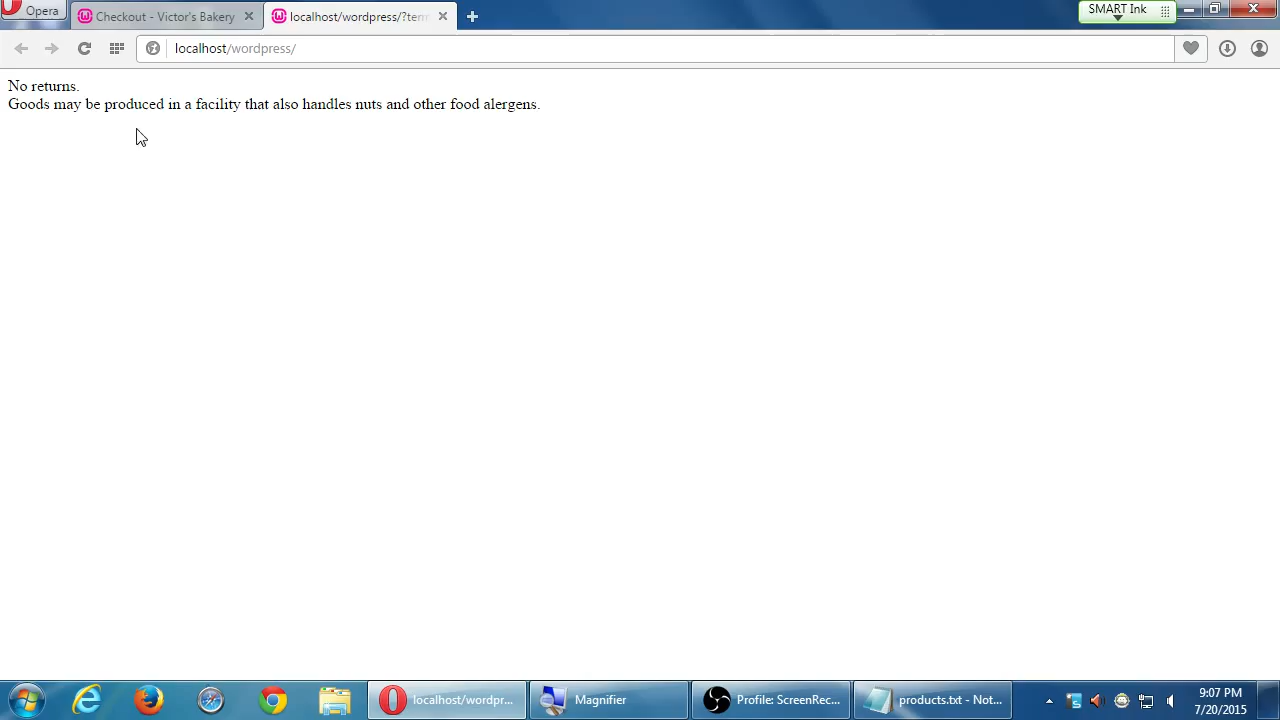 Opera
Checkout - Victor's Bakery
localhost/wordpress/?term
SMART Ink
localhost/wordpress/
No returns.
Goods may be produced in a facility that also handles nuts and other food alergens.
localhost/wordpr...
Magnifier
Profile: ScreenRec...
products.txt - Not...
9:07 PM
7/20/2015